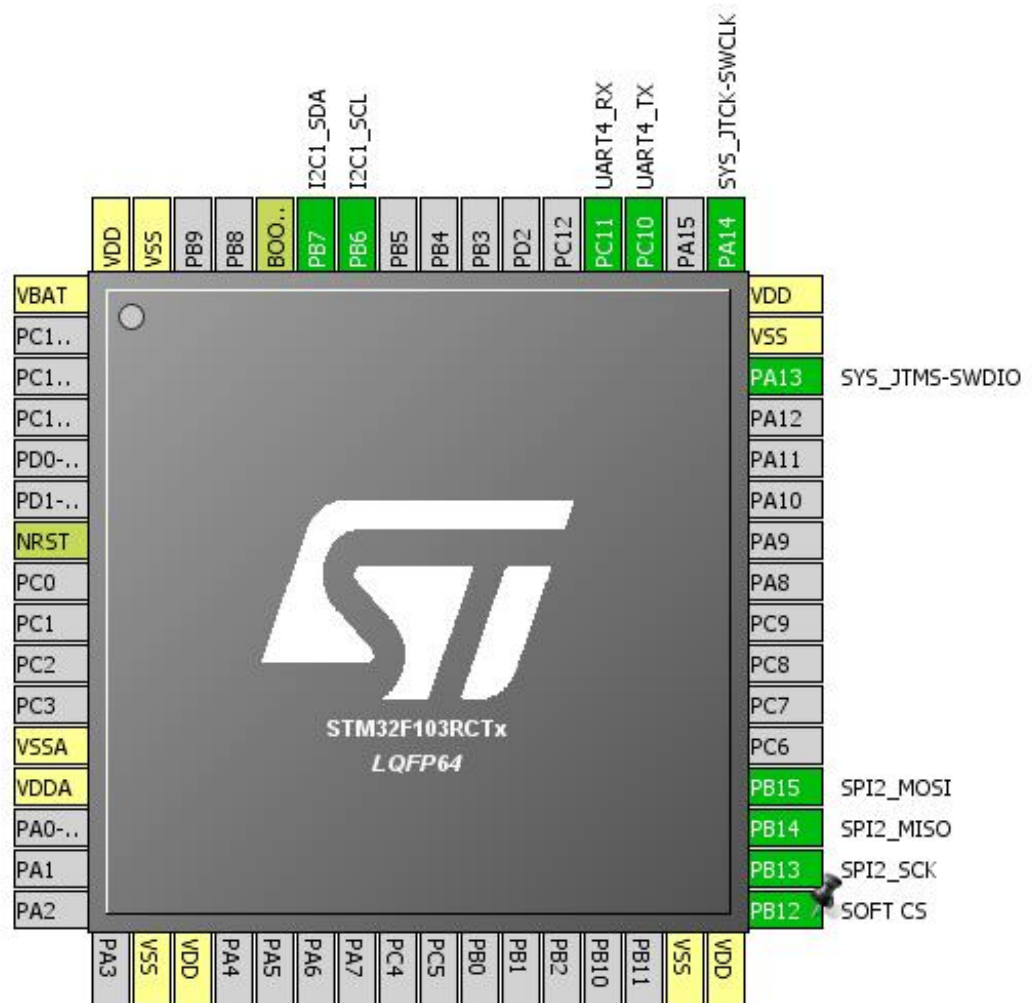 I2C1_SDA
I2C1_SCL
UART4_RX
UART4_TX
SYS_JTCK-SWCLK
VDD
VSS
PB9
PB8
BOO..
PB7
PB6
PB5
PB4
PB3
PD2
PC12
PC11
PC10
PA15
PA14
VBAT
PC1..
PC1..
PC1..
PD0-..
PD1-..
NRST
PC0
PC1
PC2
PC3
VSSA
VDDA
PA0-..
PA1
PA2
STM32F103RCTx
LQFP64
VDD
VSS
PA13 SYS_JTMS-SWDIO
PA12
PA11
PA10
PA9
PA8
PC9
PC8
PC7
PC6
PB15 SPI2_MOSI
PB14 SPI2_MISO
PB13 SPI2_SCK
PB12 SOFT CS
PA3
VSS
VDD
PA4
PA5
PA6
PA7
PC4
PC5
PB0
PB1
PB2
PB10
PB11
VSS
VDD